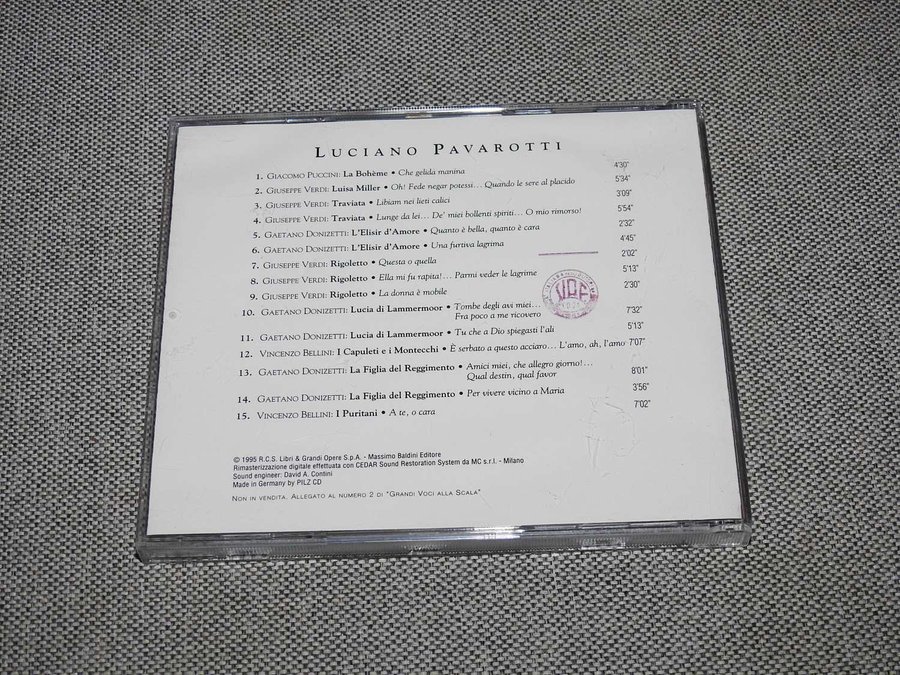 LUCIANO PAVAROTTI
1. GIACOMO PUCCINI: La Bohème • Che gelida manina 4'30"
2. GIUSEPPE VERDI: Luisa Miller • Oh! Fede negar potessi... Quando le sere al placido 5'34"
3. GIUSEPPE VERDI: Traviata • Libiam nei lieti calici 3'09"
4. GIUSEPPE VERDI: Traviata • Lunge da lei... De' miei bollenti spiriti... O mio rimorso! 5'54"
5. GAETANO DONIZETTI: L'Elisir d'Amore • Quanto è bella, quanto è cara 2'32"
6. GAETANO DONIZETTI: L'Elisir d'Amore • Una furtiva lagrima 4'45"
7. GIUSEPPE VERDI: Rigoletto • Questa o quella 2'02"
8. GIUSEPPE VERDI: Rigoletto • Ella mi fu rapita!... Parmi veder le lagrime 5'13"
9. GIUSEPPE VERDI: Rigoletto • La donna è mobile 2'30"
10. GAETANO DONIZETTI: Lucia di Lammermoor • Tombe degli avi miei...
Fra poco a me ricovero 7'32"
11. GAETANO DONIZETTI: Lucia di Lammermoor • Tu che a Dio spiegasti l'ali 5'13"
12. VINCENZO BELLINI: I Capuleti e i Montecchi • È serbato a questo acciaro... L'amo, ah, l'amo 7'07"
13. GAETANO DONIZETTI: La Figlia del Reggimento • Amici miei, che allegro giorno!...
Qual destin, qual favor 8'01"
14. GAETANO DONIZETTI: La Figlia del Reggimento • Per vivere vicino a Maria 3'56"
15. VINCENZO BELLINI: I Puritani • A te, o cara 7'02"
© 1995 R.C.S. Libri & Grandi Opere S.p.A. - Massimo Baldini Editore
Rimasterizzazione digitale effettuata con CEDAR Sound Restoration System da MC s.r.l. - Milano
Sound engineer: David A. Contini
Made in Germany by PILZ CD
NON IN VENDITA. ALLEGATO AL NUMERO 2 DI "GRANDI VOCI ALLA SCALA"